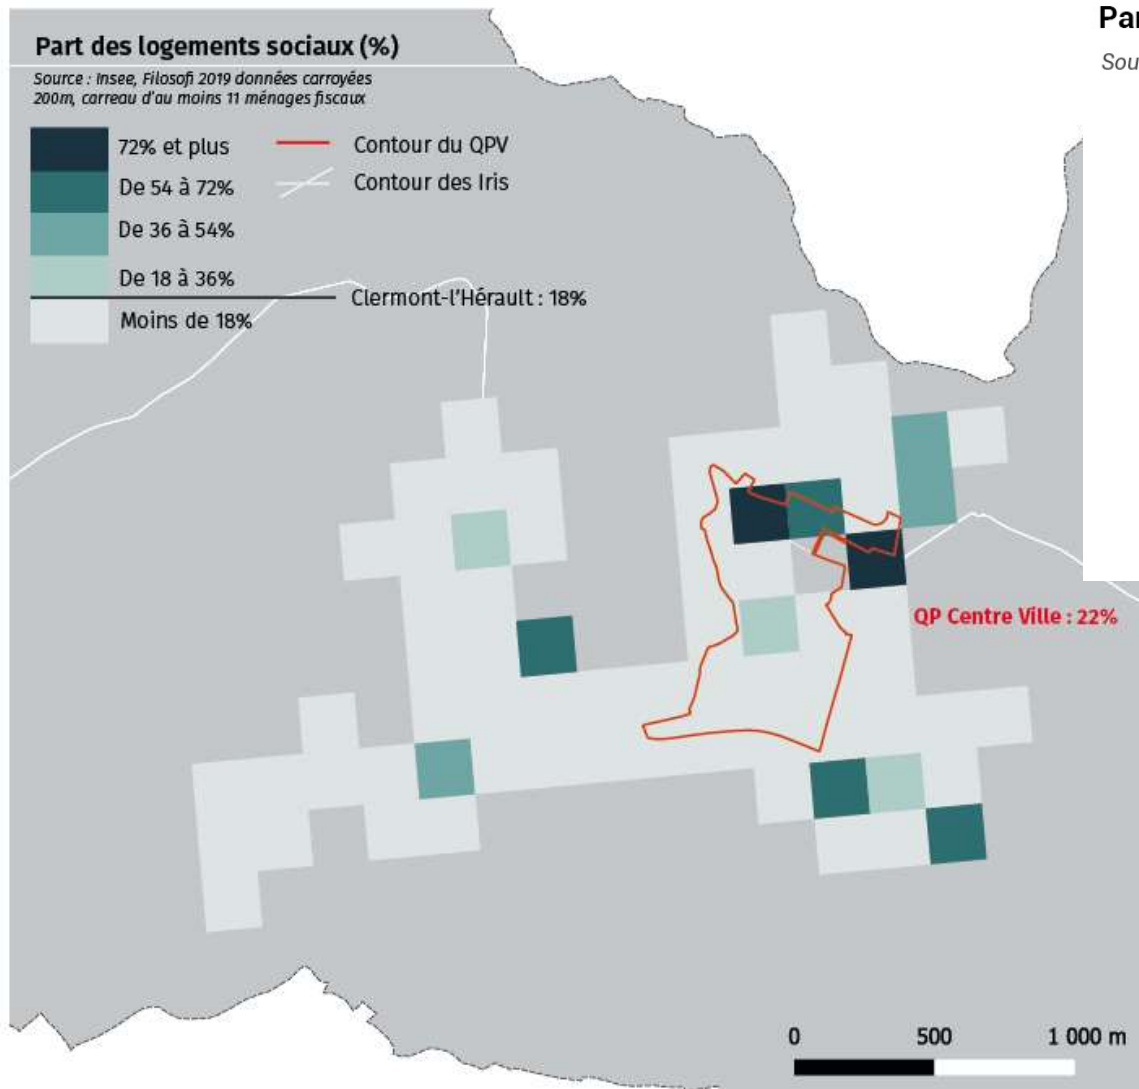 Part des logements sociaux (%)
Source : Insee, Filosofi 2019 données carroyées
200m, carreau d'au moins 11 ménages fiscaux
72% et plus
De 54 à 72%
De 36 à 54%
De 18 à 36%
Moins de 18%
Contour du QPV
Contour des Iris
Clermont-l'Hérault : 18%
QP Centre Ville : 22%
0 500 1 000 m
Par
Sou